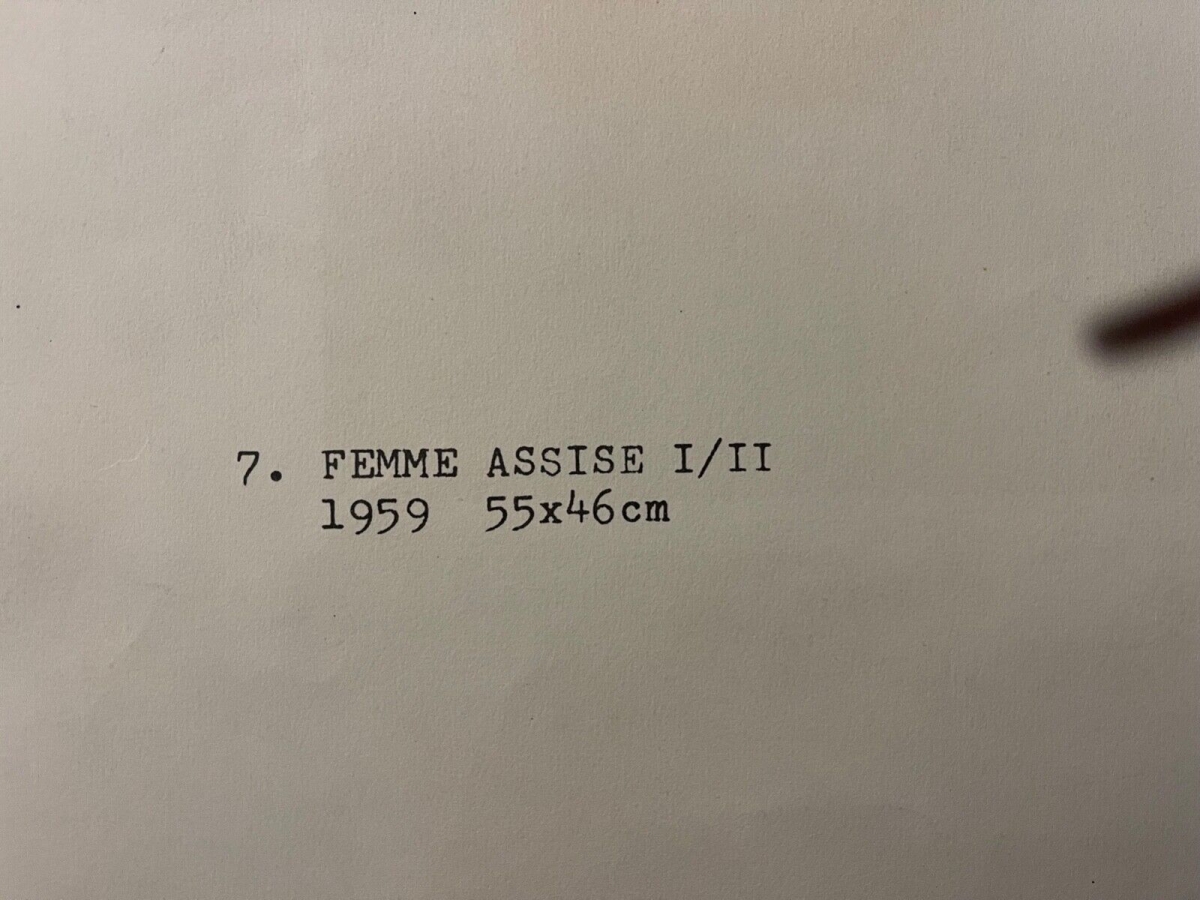 7. FEMME ASSISE I/II
1959 55x46cm